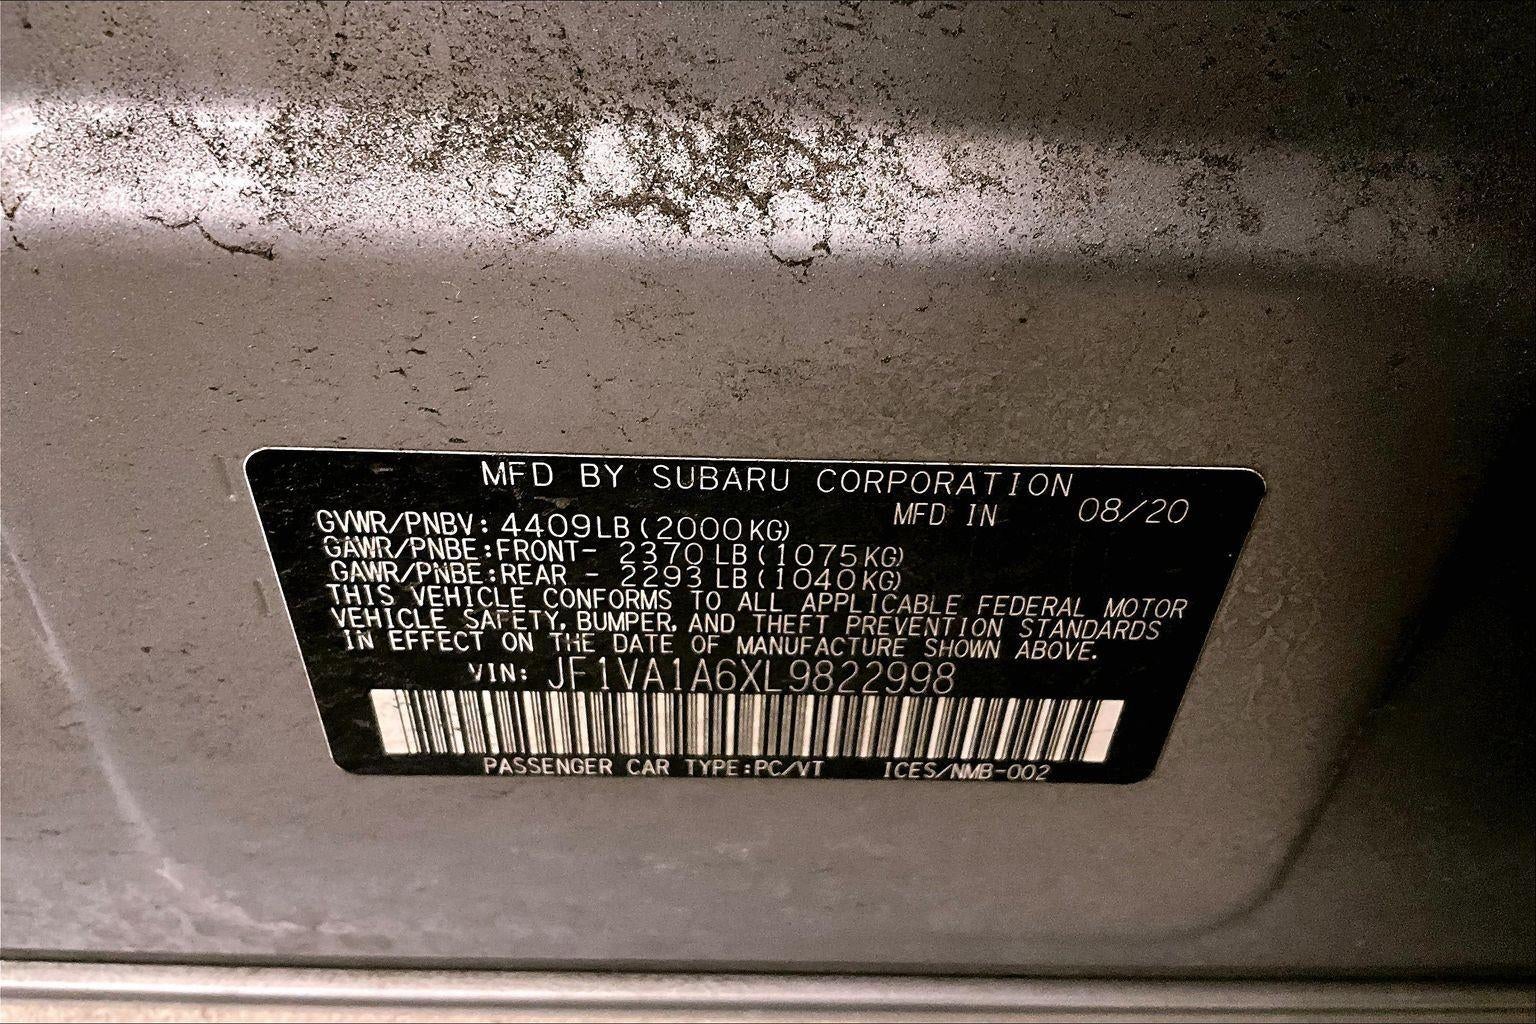 MFD BY SUBARU CORPORATION
MFD IN 08/20
GVWR/PNBV: 4409LB(2000KG)
GAWR/PNBE:FRONT- 2370LB(1075KG)
GAWR/PNBE:REAR - 2293LB(1040KG)
THIS VEHICLE CONFORMS TO ALL APPLICABLE FEDERAL MOTOR
VEHICLE SAFETY, BUMPER, AND THEFT PREVENTION STANDARDS
IN EFFECT ON THE DATE OF MANUFACTURE SHOWN ABOVE.
VIN: JF1VA1A6XL9822998
PASSENGER CAR TYPE:PC/VT ICES/NMB-002